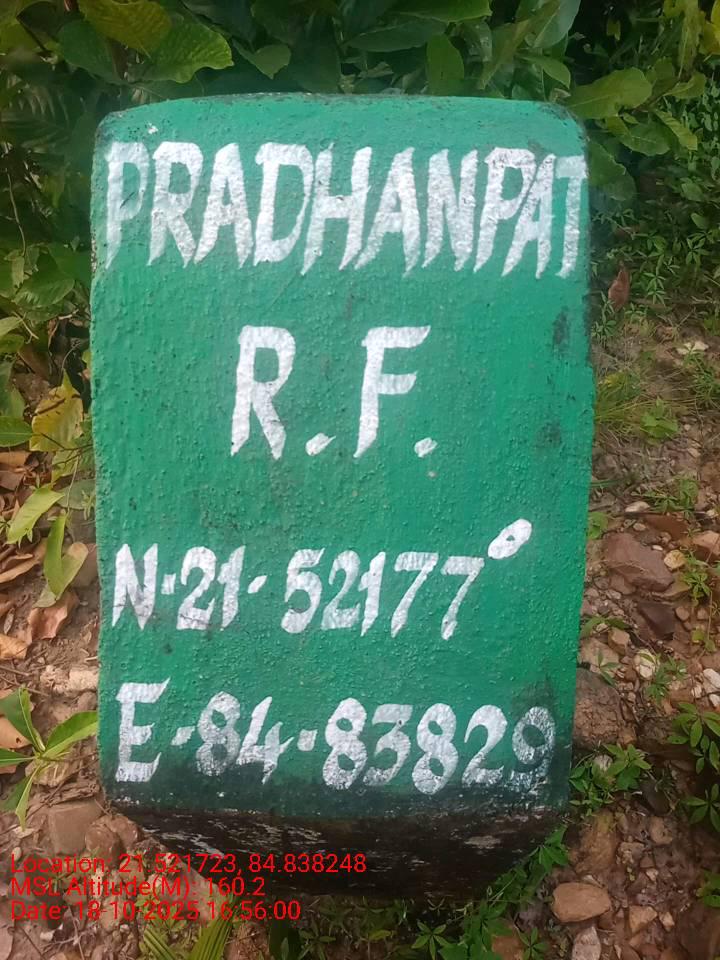 PRADHANPAT
R.F.
N-21-52177°
E-84-83829
Location: 21.521723, 84.838248
MSL Altitude(M): 160.2
Date: 18-10-2025 16:56:00